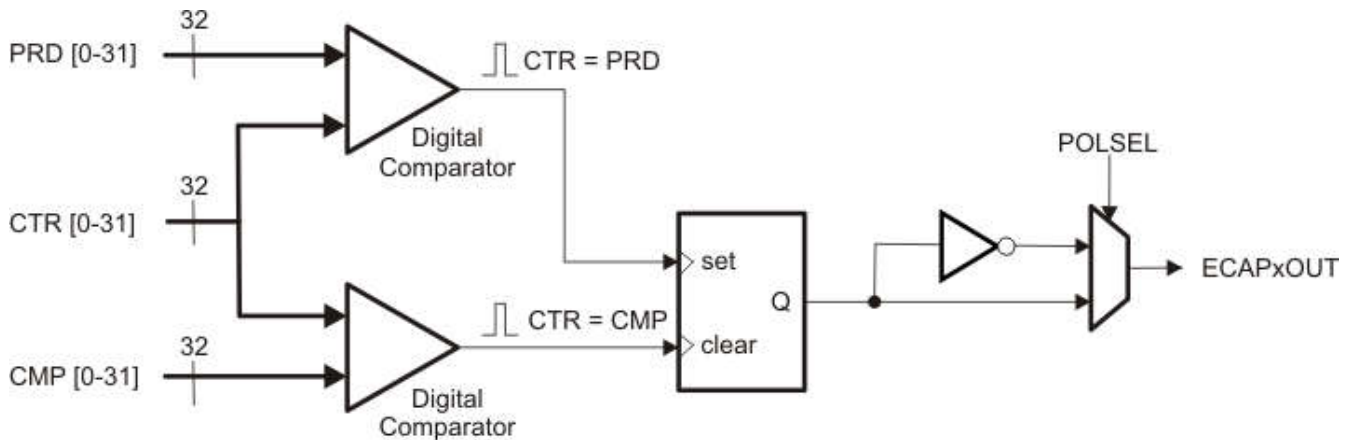 32
PRD [0-31]
CTR = PRD
Digital
Comparator
POLSEL
32
CTR [0-31]
set
ECAPxOUT
Q
CTR = CMP
clear
32
CMP [0-31]
Digital
Comparator